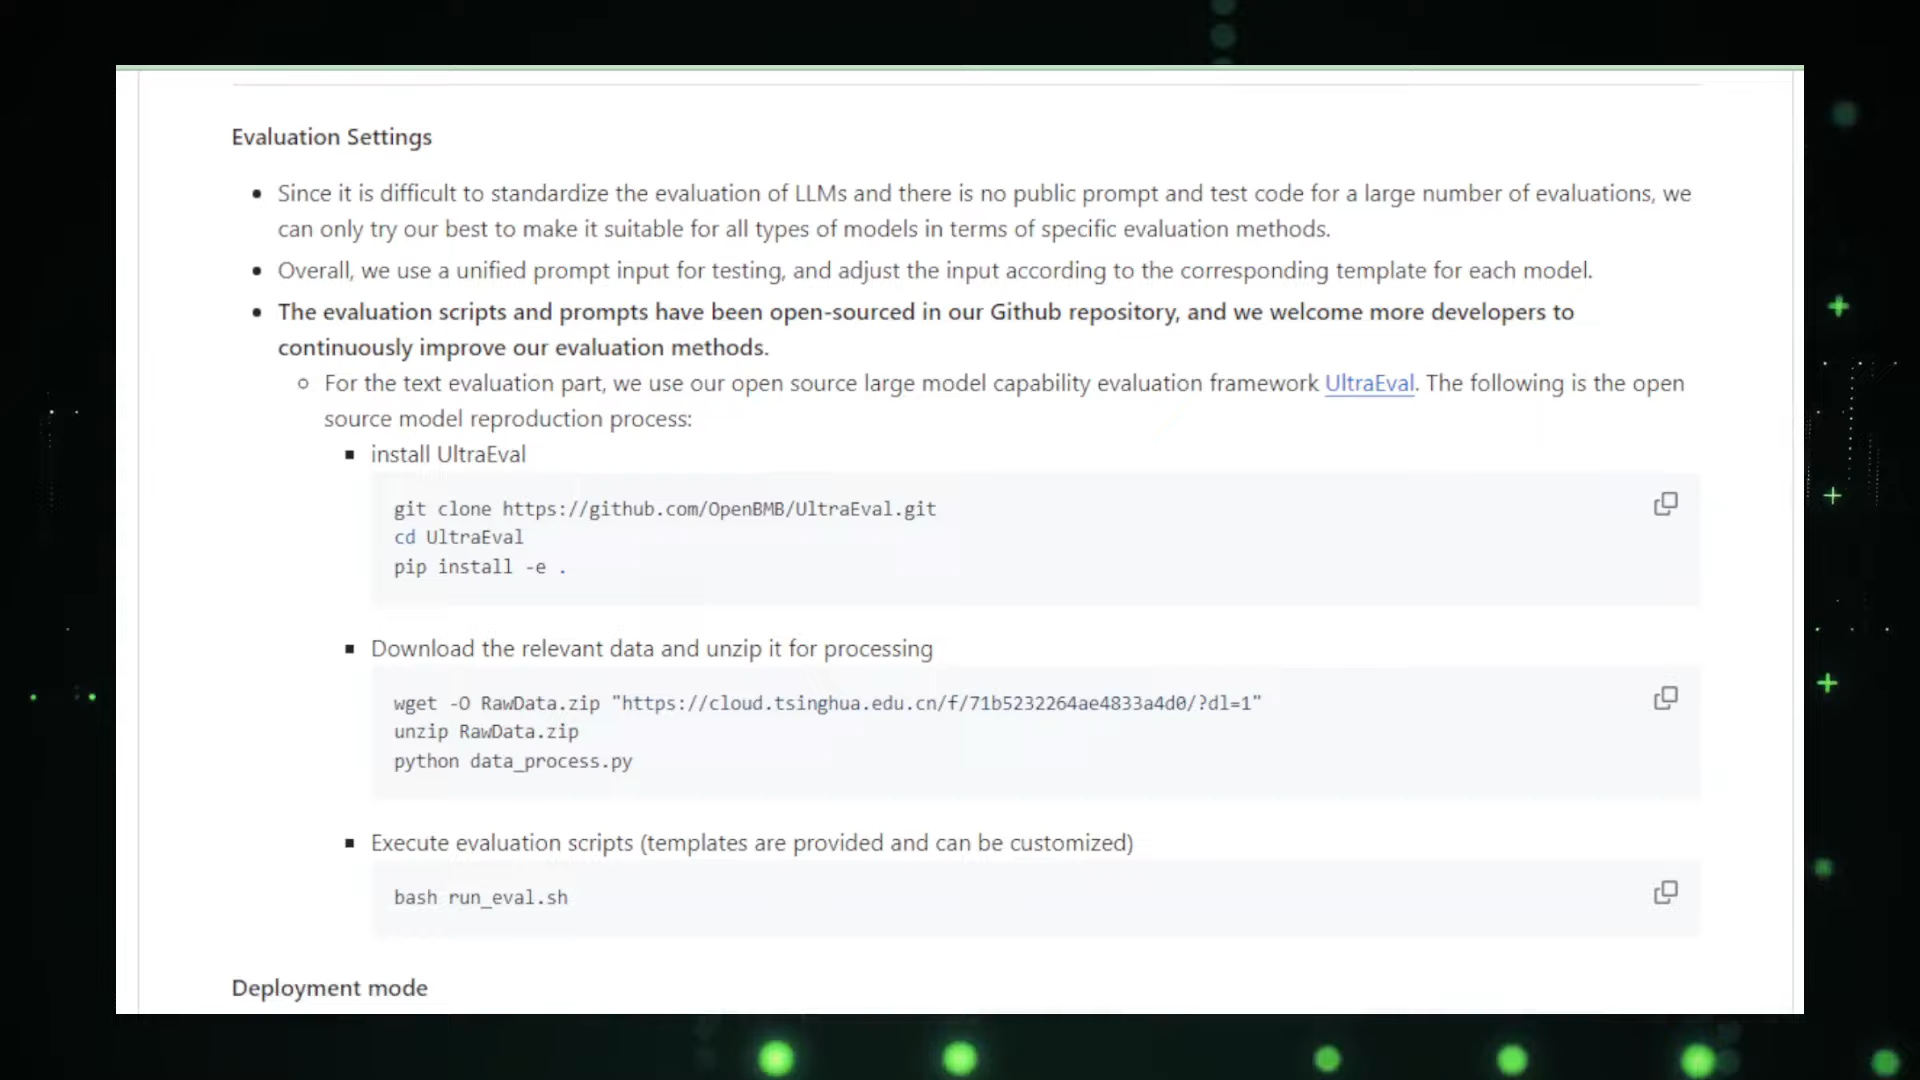 Evaluation Settings
Since it is difficult to standardize the evaluation of LLMs and there is no public prompt and test code for a large number of evaluations, we
can only try our best to make it suitable for all types of models in terms of specific evaluation methods.
Overall, we use a unified prompt input for testing, and adjust the input according to the corresponding template for each model.
The evaluation scripts and prompts have been open-sourced in our Github repository, and we welcome more developers to
continuously improve our evaluation methods.
For the text evaluation part, we use our open source large model capability evaluation framework UltraEval. The following is the open
source model reproduction process:
install UltraEval
git clone https://github.com/OpenBMB/UltraEval.git
cd UltraEval
pip install -e .
Download the relevant data and unzip it for processing
wget -O RawData.zip "https://cloud.tsinghua.edu.cn/f/71b5232264ae4833a4d0/?dl=1"
unzip RawData.zip
python data_process.py
Execute evaluation scripts (templates are provided and can be customized)
bash run_eval.sh
Deployment mode